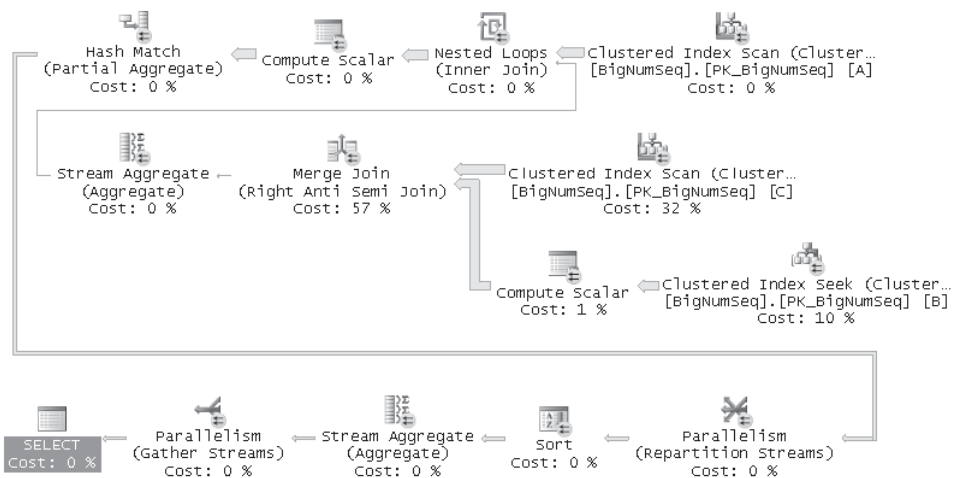 Hash Match
(Partial Aggregate)
Cost: 0 %
Compute Scalar
Cost: 0 %
Nested Loops
(Inner Join)
Cost: 0 %
Clustered Index Scan (Cluster…
[BigNumSeq].[PK_BigNumSeq] [A]
Cost: 0 %
Stream Aggregate
(Aggregate)
Cost: 0 %
Merge Join
(Right Anti Semi Join)
Cost: 57 %
Clustered Index Scan (Cluster…
[BigNumSeq].[PK_BigNumSeq] [C]
Cost: 32 %
Compute Scalar
Cost: 1 %
Clustered Index Seek (Cluster…
[BigNumSeq].[PK_BigNumSeq] [B]
Cost: 10 %
SELECT
Cost: 0 %
Parallelism
(Gather Streams)
Cost: 0 %
Stream Aggregate
(Aggregate)
Cost: 0 %
Sort
Cost: 0 %
Parallelism
(Repartition Streams)
Cost: 0 %